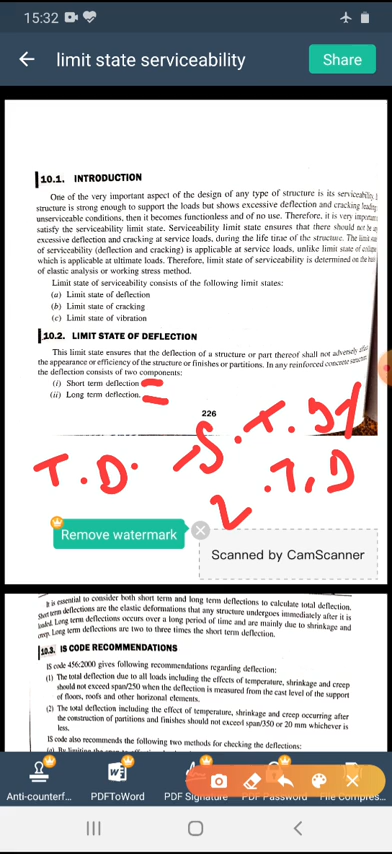 15:32
limit state serviceability
Share
10.1. INTRODUCTION
One of the very important aspect of the design of any type of structure is its serviceability.
structure is strong enough to support the loads but shows excessive deflection and cracking leading
unserviceable conditions, then it becomes functionless and of no use. Therefore, it is very important
satisfy the serviceability limit state. Serviceability limit state ensures that there should not be
excessive deflection and cracking at service loads, during the life time of the structure. The limit
of serviceability (deflection and cracking) is applicable at service loads, unlike limit state of
which is applicable at ultimate loads. Therefore, limit state of serviceability is determined on the
of elastic analysis or working stress method.
Limit state of serviceability consists of the following limit states:
(a) Limit state of deflection
(b) Limit state of cracking
(c) Limit state of vibration
10.2. LIMIT STATE OF DEFLECTION
This limit state ensures that the deflection of a structure or part thereof shall not adversely affect
the appearance or efficiency of the structure or finishes or partitions. In any reinforced concrete structure
the deflection consists of two components:
(i) Short term deflection
(ii) Long term deflection.
226
T.D. S.T.D
.T.D
Remove watermark
Scanned by CamScanner
It is essential to consider both short term and long term deflections to calculate total deflection.
Short term deflections are the elastic deformations that any structure undergoes immediately after it is
loaded. Long term deflections occurs over a long period of time and are mainly due to shrinkage and
creep. Long term deflections are two to three times the short term deflection.
10.3. IS CODE RECOMMENDATIONS
IS code 456:2000 gives following recommendations regarding deflection:
(1) The total deflection due to all loads including the effects of temperature, shrinkage and creep
should not exceed span/250 when the deflection is measured from the cast level of the support
of floors, roofs and other horizonal elements.
(2) The total deflection including the effect of temperature, shrinkage and creep occurring after
the construction of partitions and finishes should not exceed span/350 or 20 mm whichever is
less.
IS code also recommends the following two methods for checking the deflections:
(a) By limiting the
Anti-counterf... PDFToWord PDF Signature PDF Password File Compres...